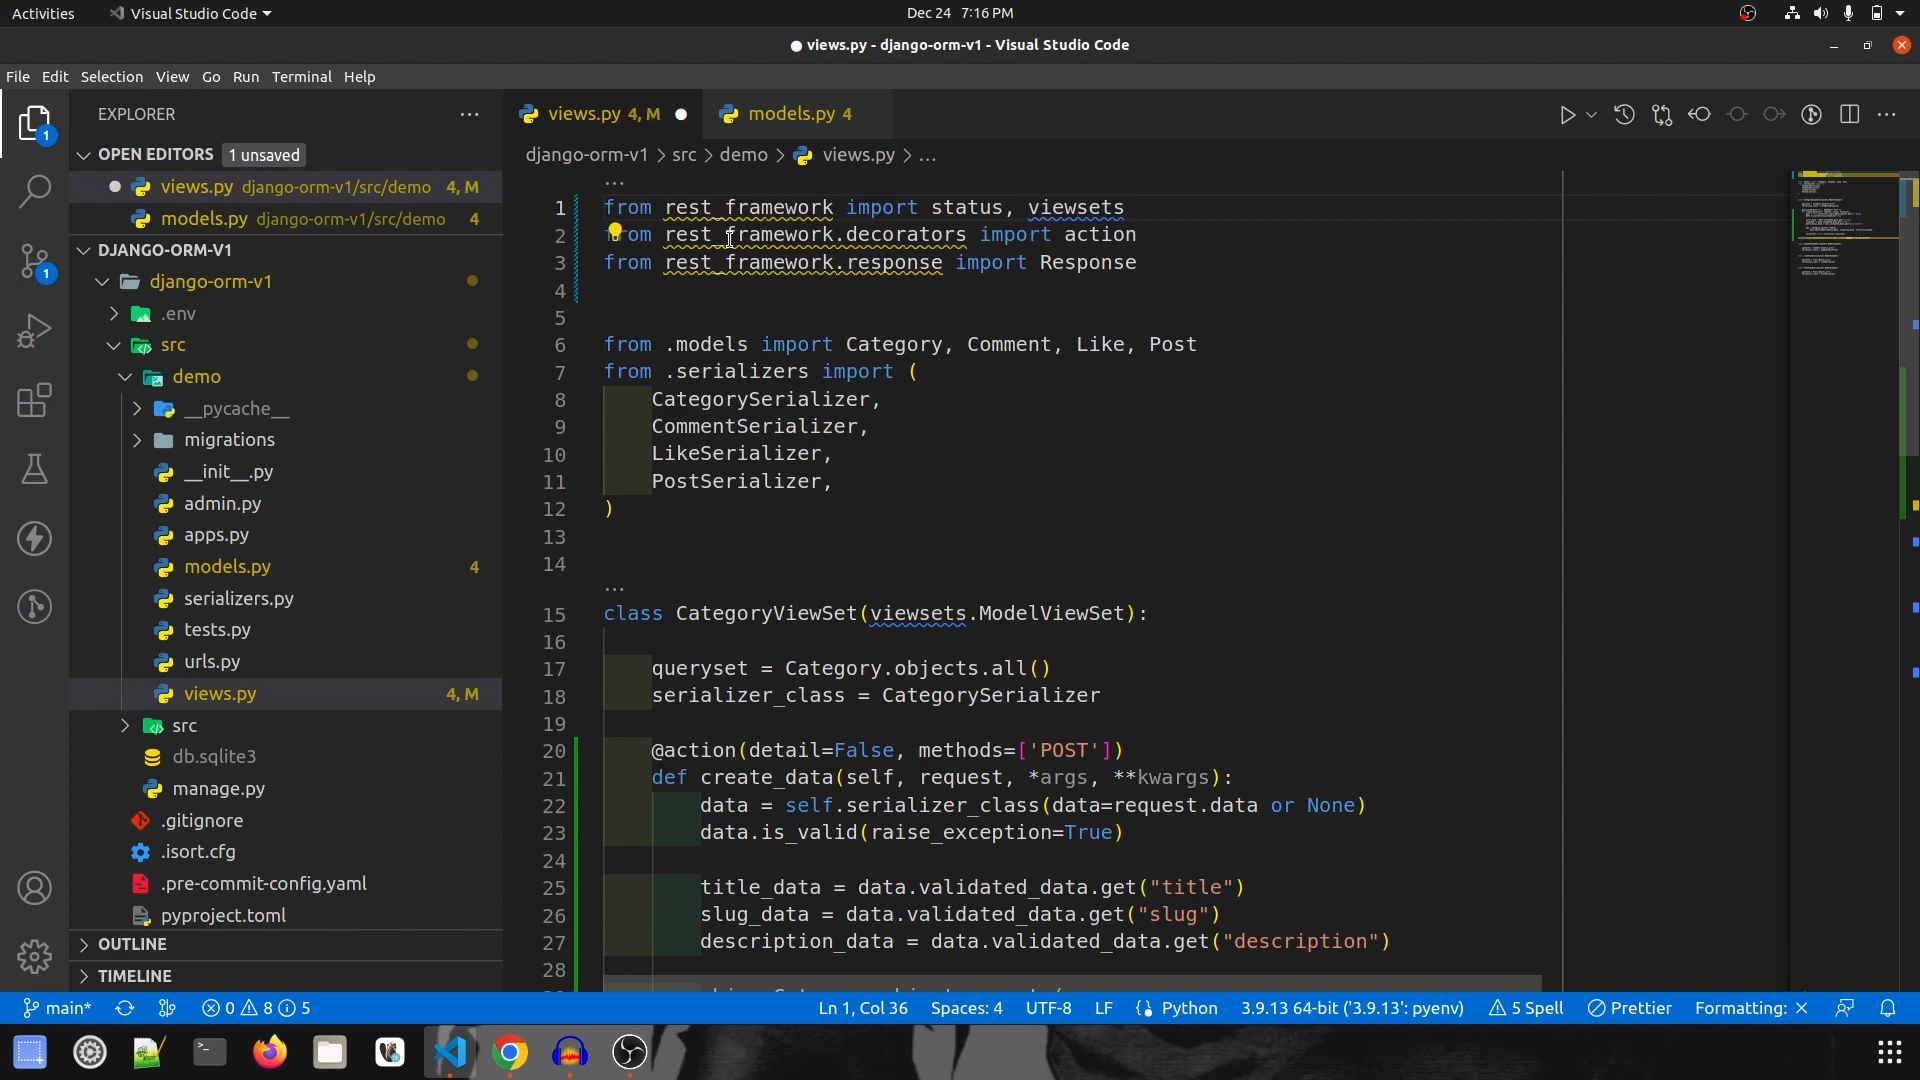 Activities
Visual Studio Code
Dec 24 7:16 PM
● views.py - django-orm-v1 - Visual Studio Code
File Edit Selection View Go Run Terminal Help
EXPLORER
views.py 4, M
models.py 4
OPEN EDITORS 1 unsaved
django-orm-v1 > src > demo > views.py > ...
views.py django-orm-v1/src/demo 4, M
models.py django-orm-v1/src/demo 4
DJANGO-ORM-V1
django-orm-v1
.env
src
demo
__pycache__
migrations
__init__.py
admin.py
apps.py
models.py 4
serializers.py
tests.py
urls.py
views.py 4, M
src
db.sqlite3
manage.py
.gitignore
.isort.cfg
.pre-commit-config.yaml
pyproject.toml
OUTLINE
TIMELINE
1
1
...
1 from rest_framework import status, viewsets
2 from rest_framework.decorators import action
3 from rest_framework.response import Response
4
5
6 from .models import Category, Comment, Like, Post
7 from .serializers import (
8 CategorySerializer,
9 CommentSerializer,
10 LikeSerializer,
11 PostSerializer,
12 )
13
14
...
15 class CategoryViewSet(viewsets.ModelViewSet):
16
17 queryset = Category.objects.all()
18 serializer_class = CategorySerializer
19
20 @action(detail=False, methods=['POST'])
21 def create_data(self, request, *args, **kwargs):
22 data = self.serializer_class(data=request.data or None)
23 data.is_valid(raise_exception=True)
24
25 title_data = data.validated_data.get("title")
26 slug_data = data.validated_data.get("slug")
27 description_data = data.validated_data.get("description")
28
main* 0 8 5 Ln 1, Col 36 Spaces: 4 UTF-8 LF Python 3.9.13 64-bit ('3.9.13': pyenv) 5 Spell Prettier Formatting: ×